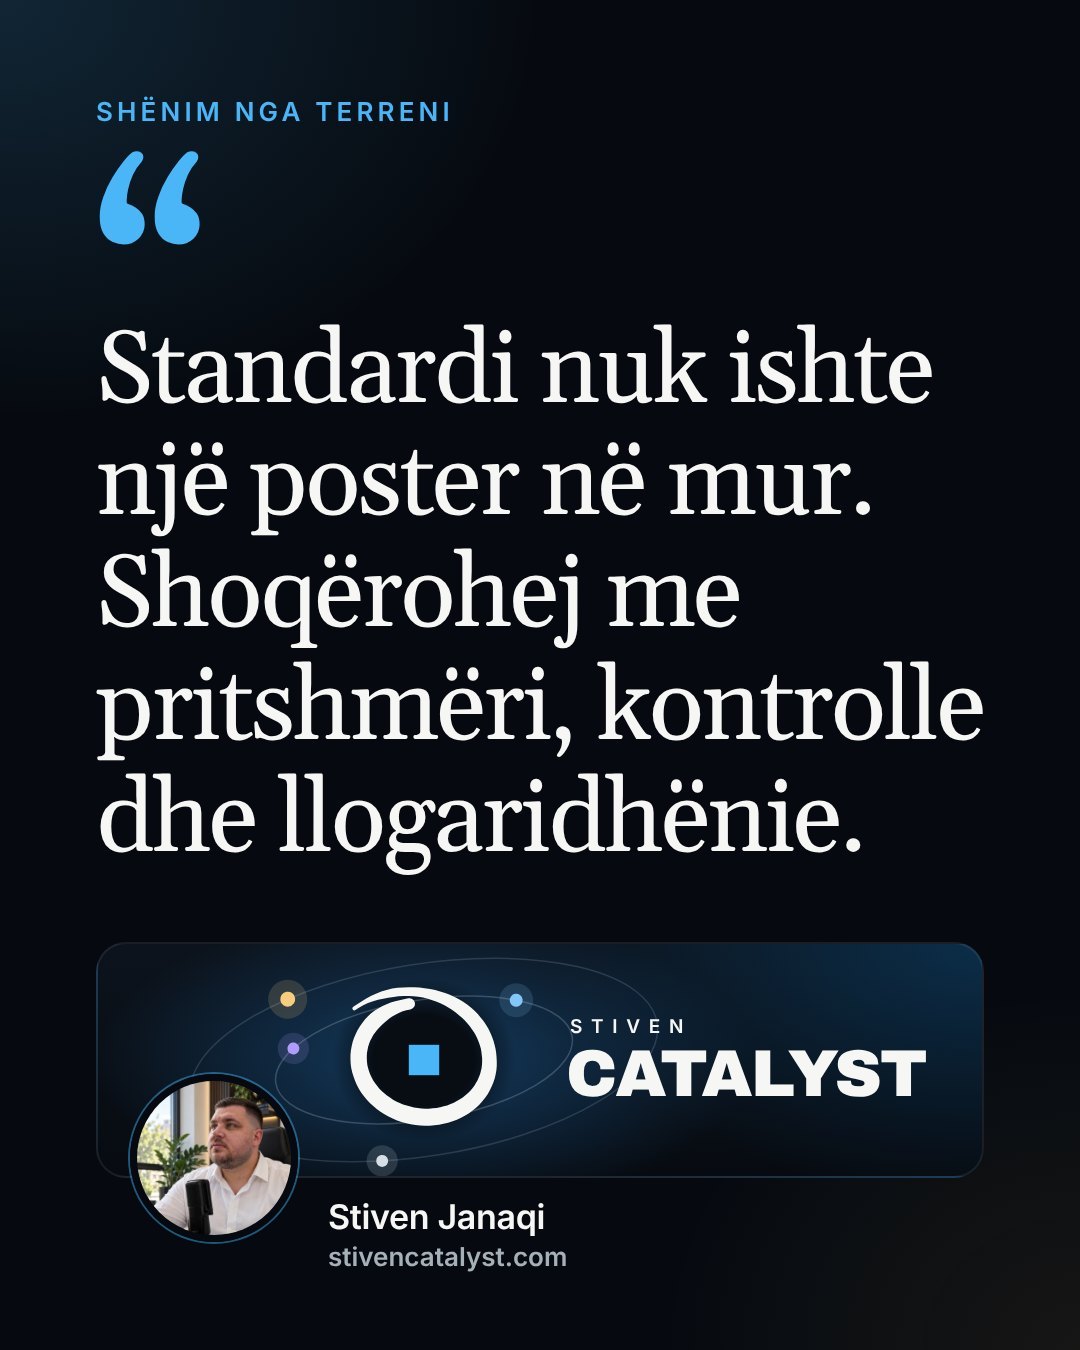 SHËNIM NGA TERRENI
“
Standardi nuk ishte
një poster në mur.
Shoqërohej me
pritshmëri, kontrolle
dhe llogaridhënie.
STIVEN
CATALYST
Stiven Janaqi
stivencatalyst.com